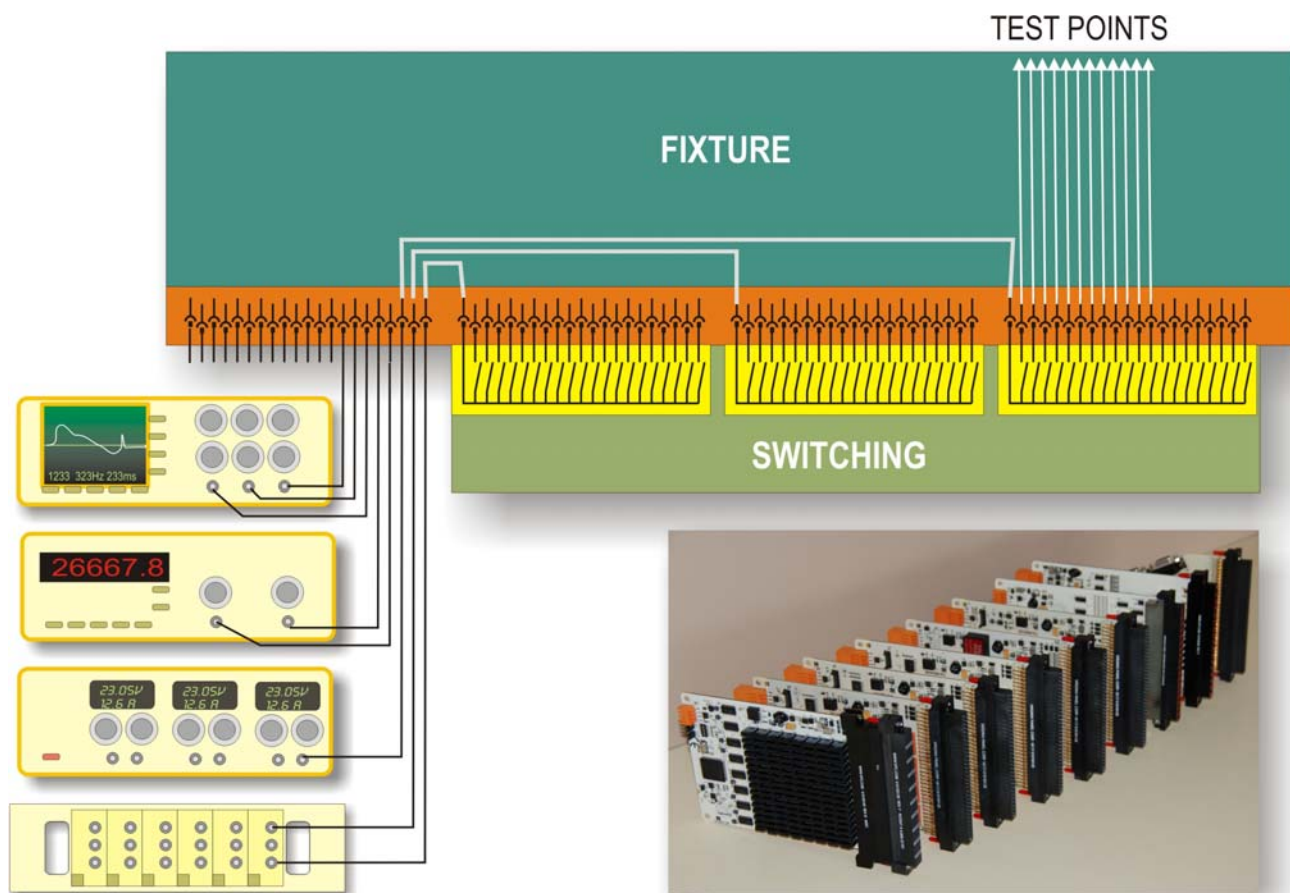 TEST POINTS
FIXTURE
SWITCHING
1233 323Hz 233ms
26667.8
23.05V 23.05V 23.05V
12.6 A 12.6 A 12.6 A